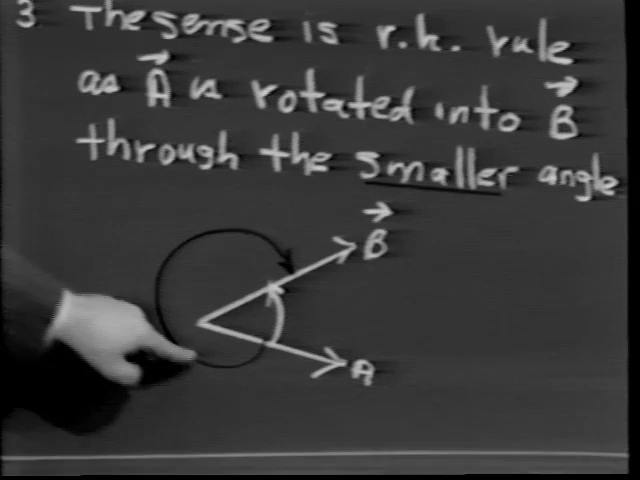 3 The sense is r.h. rule
as A is rotated into B
through the smaller angle
B
A